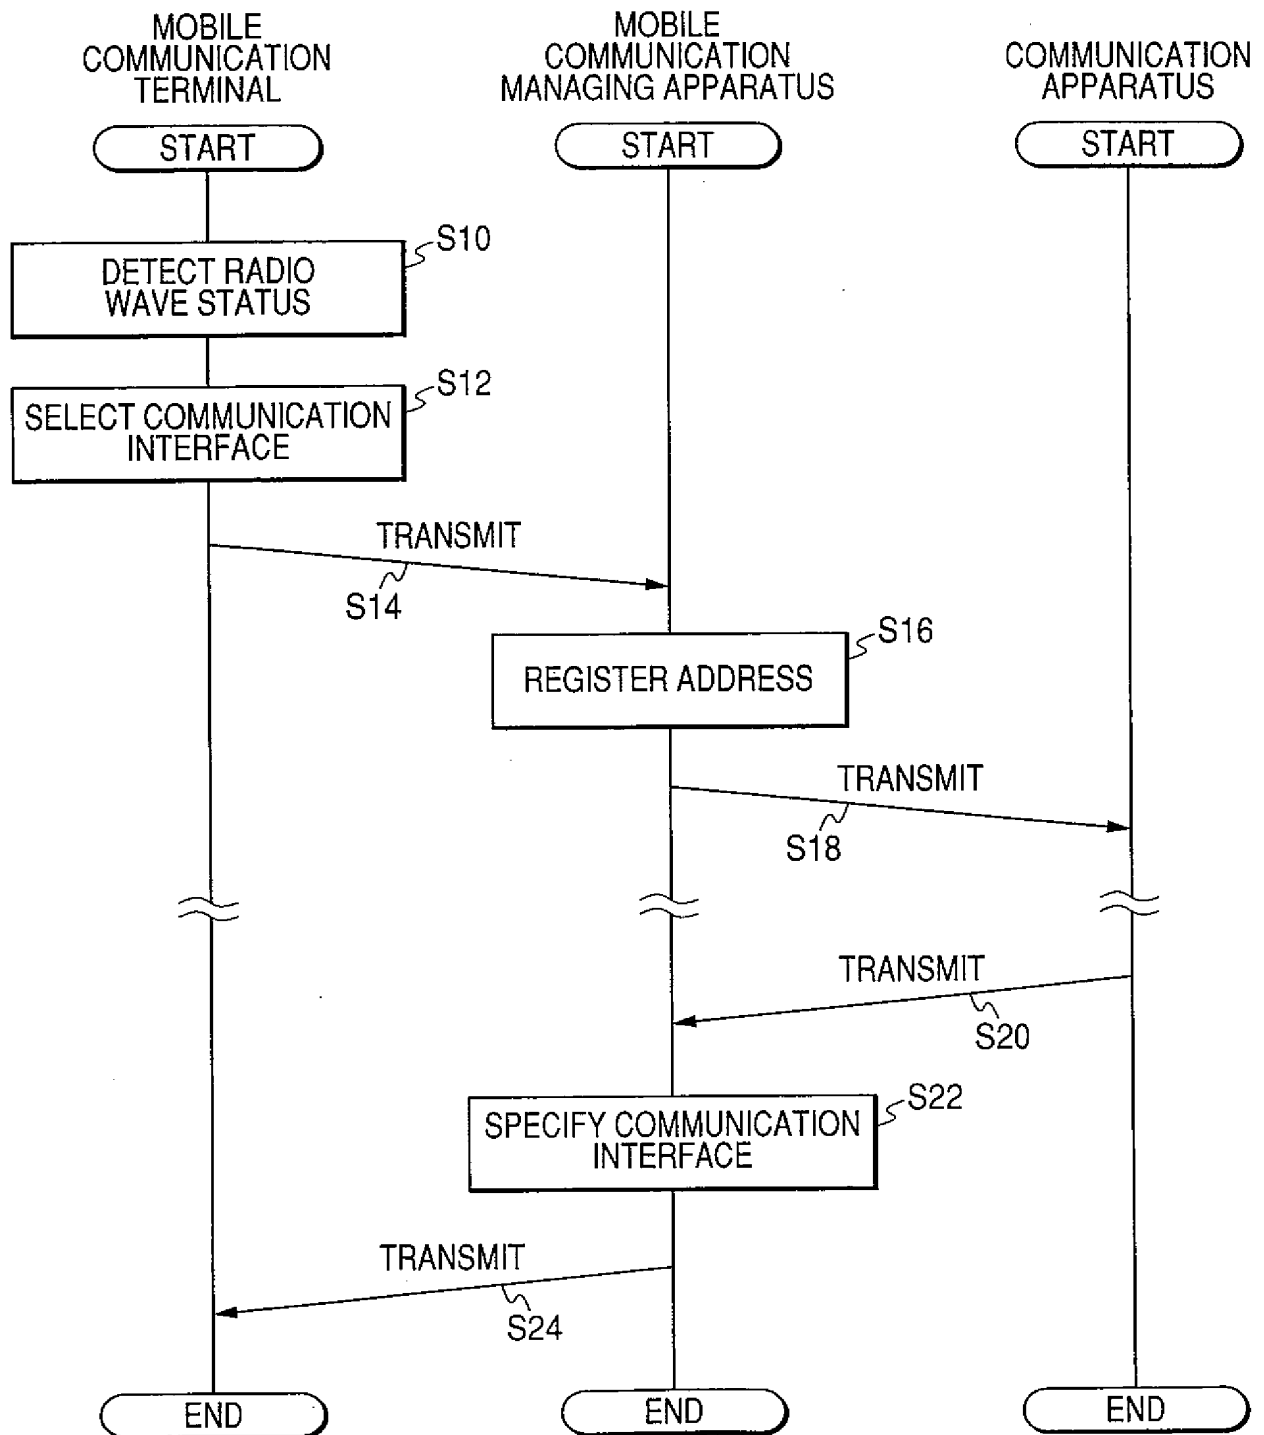 MOBILE
COMMUNICATION
TERMINAL
MOBILE
COMMUNICATION
MANAGING APPARATUS
COMMUNICATION
APPARATUS
START
START
START
S10
DETECT RADIO
WAVE STATUS
S12
SELECT COMMUNICATION
INTERFACE
TRANSMIT
S14
S16
REGISTER ADDRESS
TRANSMIT
S18
TRANSMIT
S20
S22
SPECIFY COMMUNICATION
INTERFACE
TRANSMIT
S24
END
END
END